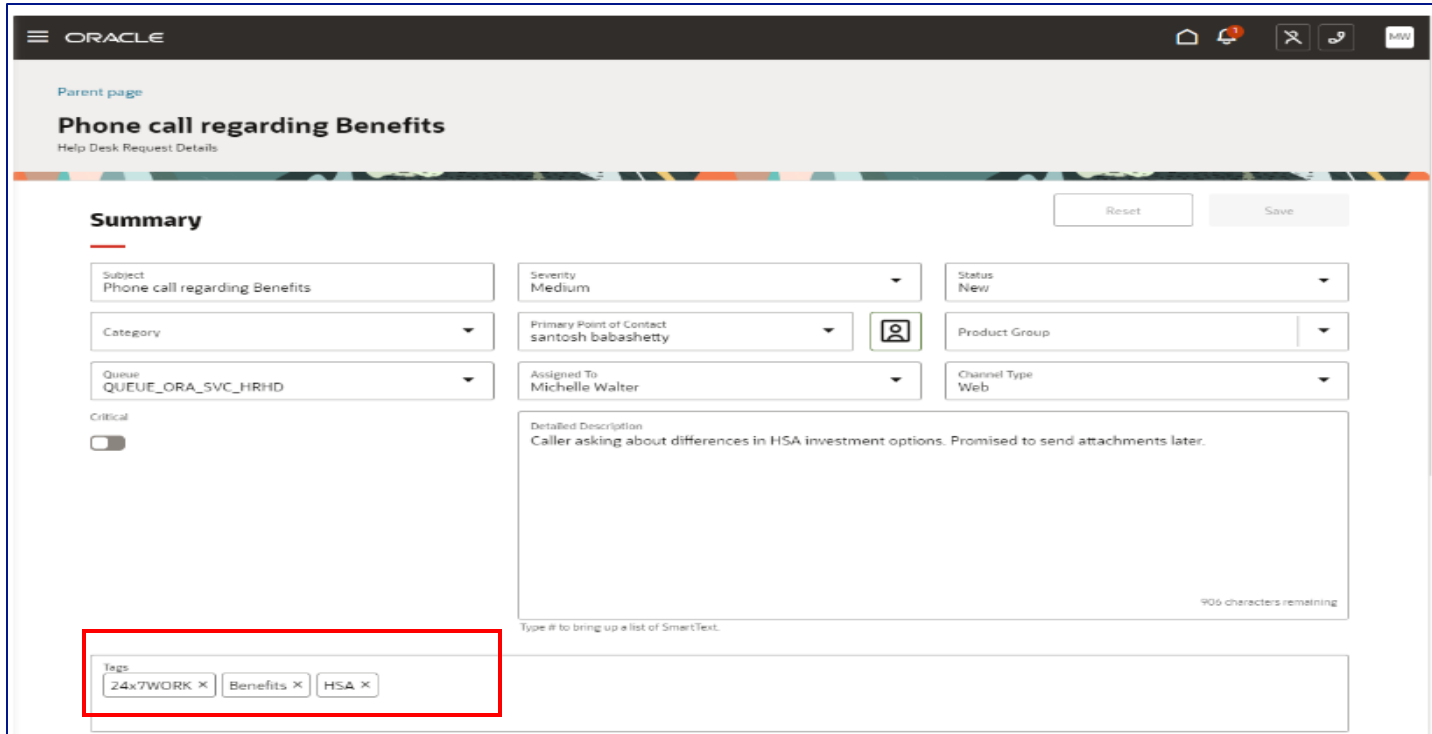 ORACLE
1
MW
Parent page
Phone call regarding Benefits
Help Desk Request Details
Summary
Reset
Save
Subject
Phone call regarding Benefits
Severity
Medium
Status
New
Category
Primary Point of Contact
santosh babashetty
Product Group
Queue
QUEUE_ORA_SVC_HRHD
Assigned To
Michelle Walter
Channel Type
Web
Critical
Detailed Description
Caller asking about differences in HSA investment options. Promised to send attachments later.
906 characters remaining
Type # to bring up a list of SmartText.
Tags
24x7WORK × Benefits × HSA ×